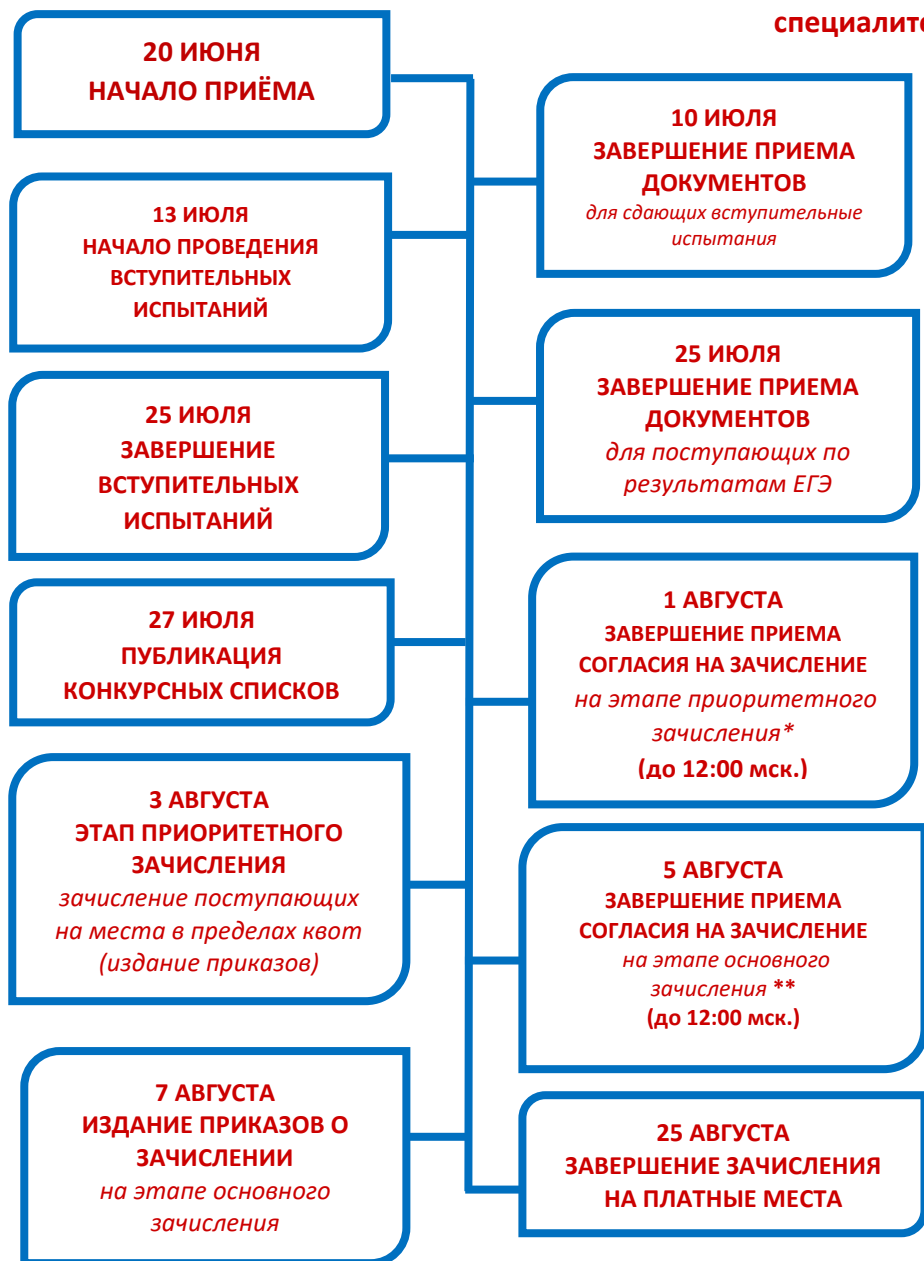 специалите
20 ИЮНЯ
НАЧАЛО ПРИЁМА
10 ИЮЛЯ
ЗАВЕРШЕНИЕ ПРИЕМА
ДОКУМЕНТОВ
для сдающих вступительные
испытания
13 ИЮЛЯ
НАЧАЛО ПРОВЕДЕНИЯ
ВСТУПИТЕЛЬНЫХ
ИСПЫТАНИЙ
25 ИЮЛЯ
ЗАВЕРШЕНИЕ ПРИЕМА
ДОКУМЕНТОВ
для поступающих по
результатам ЕГЭ
25 ИЮЛЯ
ЗАВЕРШЕНИЕ
ВСТУПИТЕЛЬНЫХ
ИСПЫТАНИЙ
1 АВГУСТА
ЗАВЕРШЕНИЕ ПРИЕМА
СОГЛАСИЯ НА ЗАЧИСЛЕНИЕ
на этапе приоритетного
зачисления*
(до 12:00 мск.)
27 ИЮЛЯ
ПУБЛИКАЦИЯ
КОНКУРСНЫХ СПИСКОВ
3 АВГУСТА
ЭТАП ПРИОРИТЕТНОГО
ЗАЧИСЛЕНИЯ
зачисление поступающих
на места в пределах квот
(издание приказов)
5 АВГУСТА
ЗАВЕРШЕНИЕ ПРИЕМА
СОГЛАСИЯ НА ЗАЧИСЛЕНИЕ
на этапе основного
зачисления **
(до 12:00 мск.)
7 АВГУСТА
ИЗДАНИЕ ПРИКАЗОВ О
ЗАЧИСЛЕНИИ
на этапе основного
зачисления
25 АВГУСТА
ЗАВЕРШЕНИЕ ЗАЧИСЛЕНИЯ
НА ПЛАТНЫЕ МЕСТА